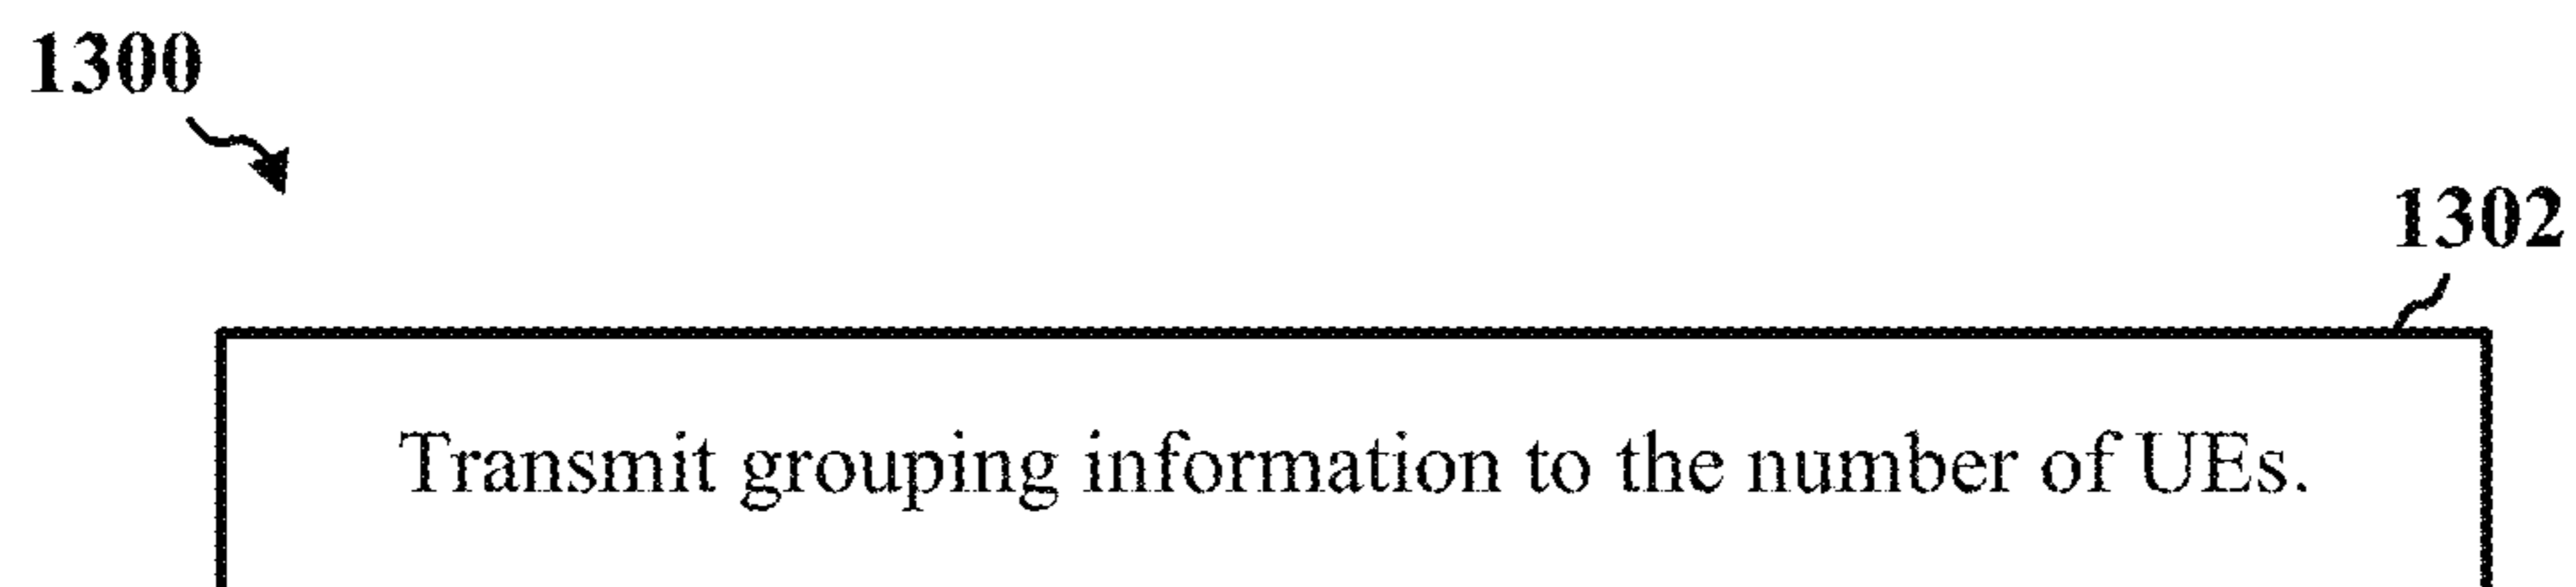 1300
1302
Transmit grouping information to the number of UEs.